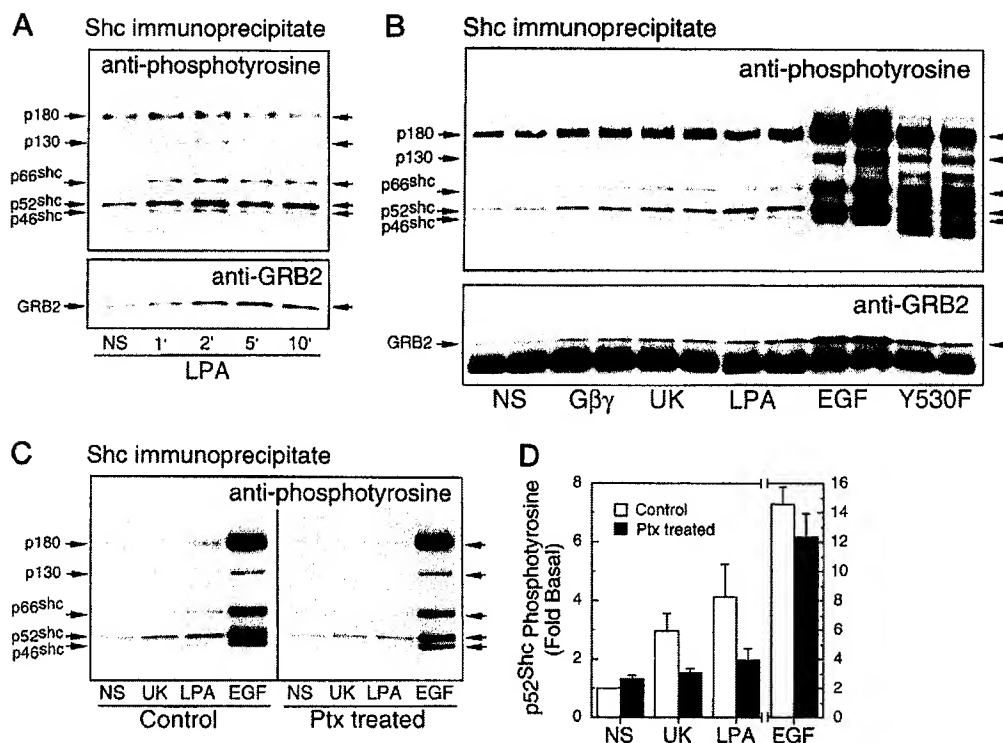 A
Shc immunoprecipitate
anti-phosphotyrosine
p180
p130
p66shc
p52shc
p46shc
anti-GRB2
GRB2
NS 1' 2' 5' 10'
LPA
B
Shc immunoprecipitate
anti-phosphotyrosine
p180
p130
p66shc
p52shc
p46shc
anti-GRB2
GRB2
NS Gβγ UK LPA EGF Y530F
C
Shc immunoprecipitate
anti-phosphotyrosine
p180
p130
p66shc
p52shc
p46shc
NS UK LPA EGF NS UK LPA EGF
Control Ptx treated
D
p52Shc Phosphotyrosine
(Fold Basal)
8
6
4
2
0
Control
Ptx treated
16
14
12
10
8
6
4
2
0
NS UK LPA EGF